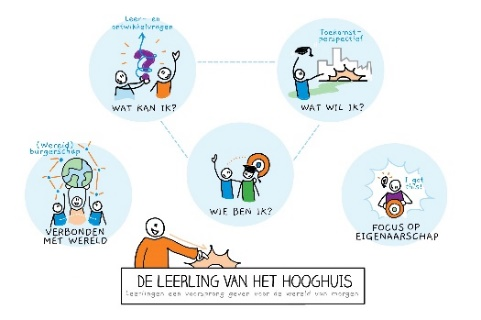 Leer- en
ontwikkelvragen
WAT KAN IK?
Toekomst-
perspectief
WAT WIL IK?
WIE BEN IK?
(Wereld)
burgerschap
VERBONDEN
MET WERELD
I got
this!
FOCUS OP
EIGENAARSCHAP
DE LEERLING VAN HET HOOGHUIS
Leerlingen een voorsprong geven voor de wereld van morgen